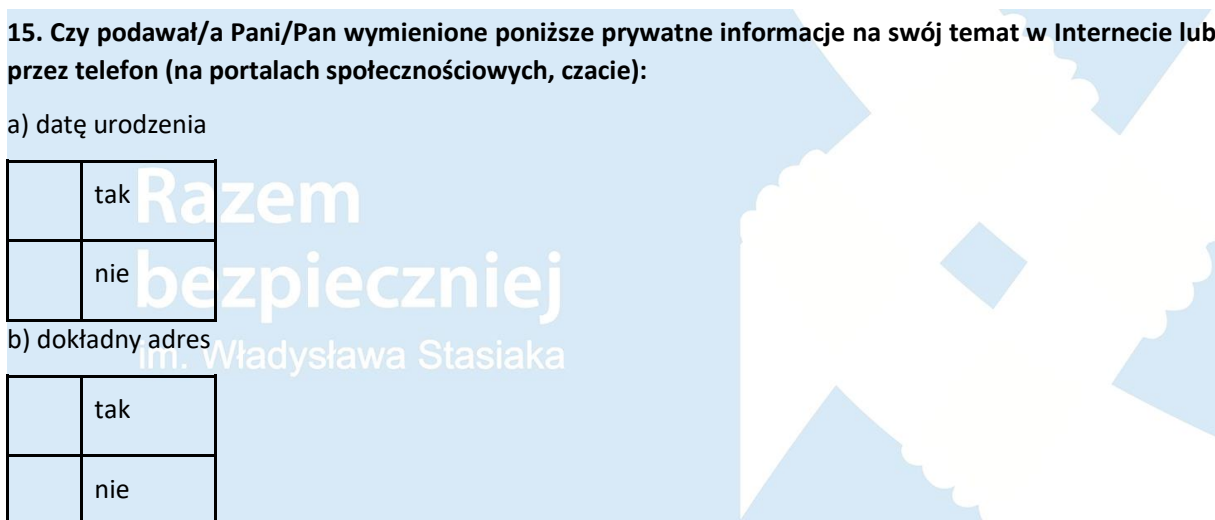 15. Czy podawał/a Pani/Pan wymienione poniższe prywatne informacje na swój temat w Internecie lub
przez telefon (na portalach społecznościowych, czacie):
a) datę urodzenia
tak
nie
Razem
bezpieczniej
im. Władysława Stasiaka
b) dokładny adres
tak
nie